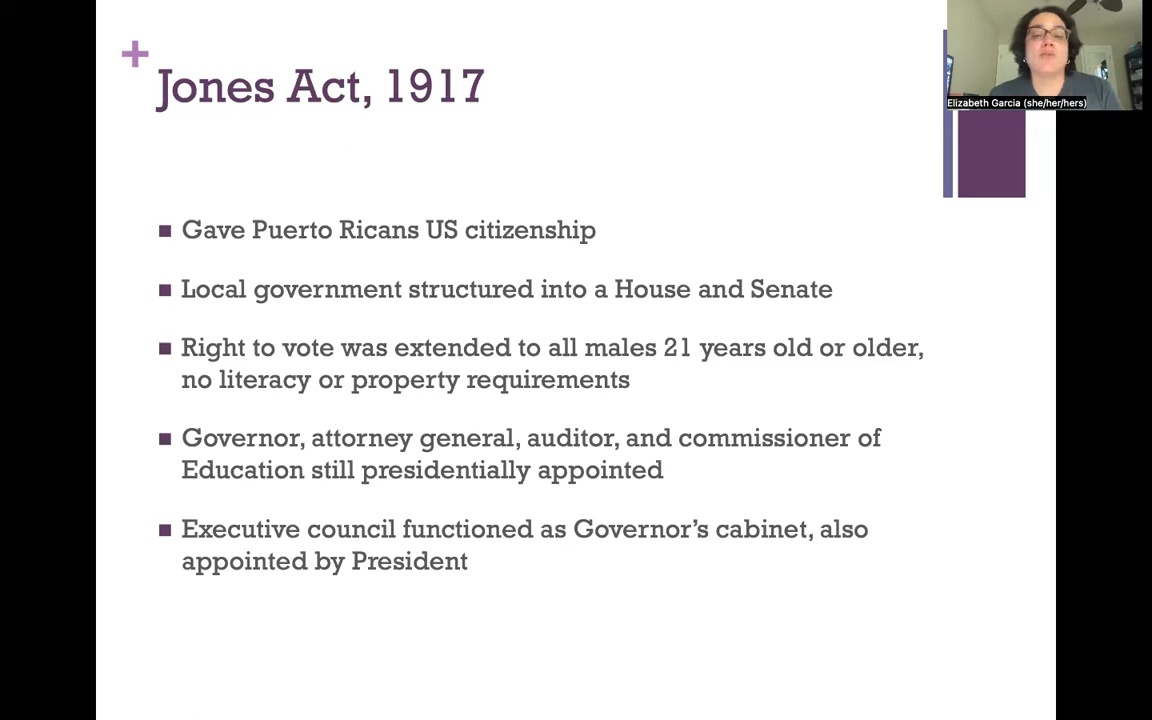 +
Jones Act, 1917
Elizabeth Garcia (she/her/hers)
■ Gave Puerto Ricans US citizenship
■ Local government structured into a House and Senate
■ Right to vote was extended to all males 21 years old or older,
no literacy or property requirements
■ Governor, attorney general, auditor, and commissioner of
Education still presidentially appointed
■ Executive council functioned as Governor’s cabinet, also
appointed by President